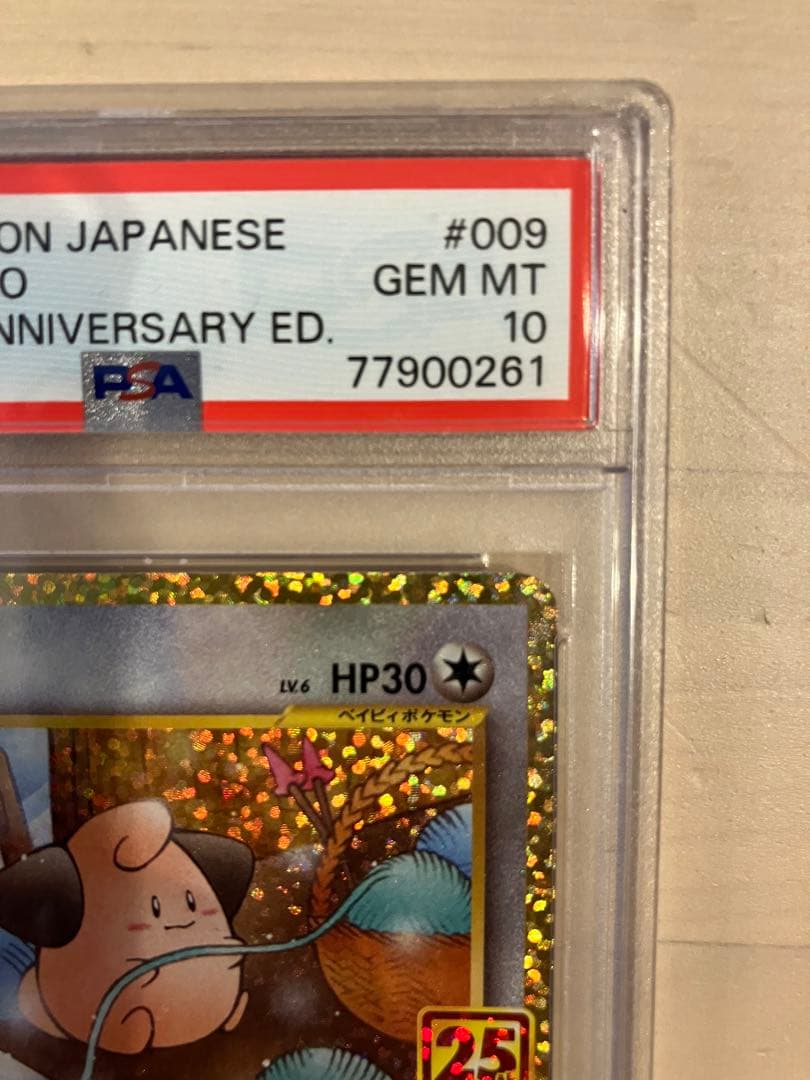 ON JAPANESE #009
O GEM MT
NNIVERSARY ED. 10
PSA 77900261
LV.6 HP30
ベイビィポケモン
25